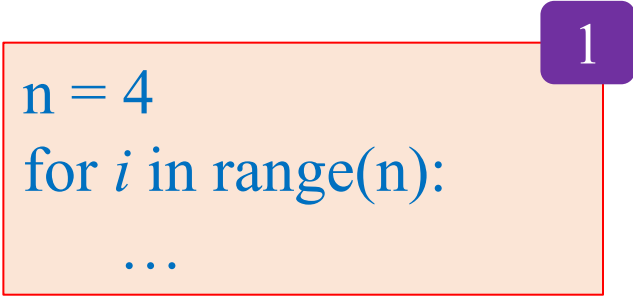 1
n = 4
for i in range(n):
…